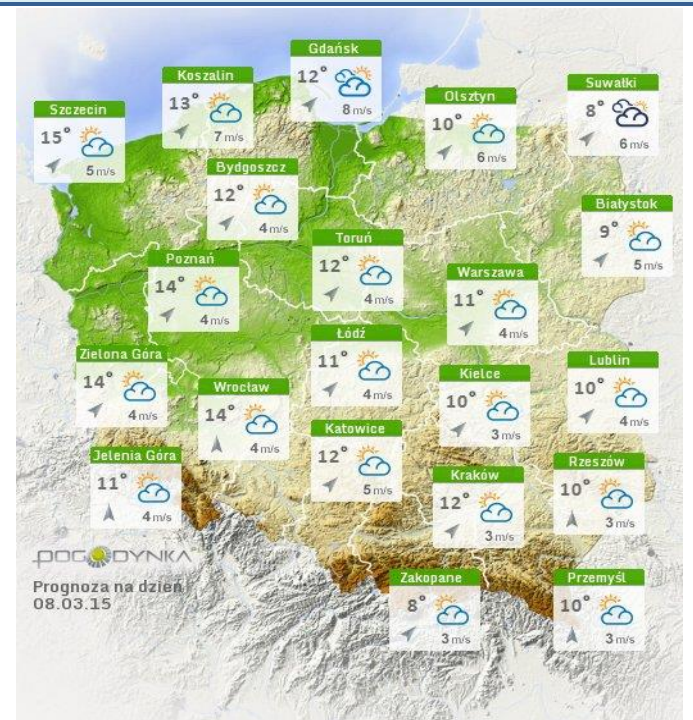 Gdańsk
12°
8 m/s
Koszalin
13°
7 m/s
Suwałki
8°
6 m/s
Olsztyn
10°
6 m/s
Szczecin
15°
5 m/s
Bydgoszcz
12°
4 m/s
Białystok
9°
5 m/s
Toruń
12°
4 m/s
Poznań
14°
4 m/s
Warszawa
11°
4 m/s
Łódź
11°
4 m/s
Zielona Góra
14°
4 m/s
Lublin
10°
4 m/s
Kielce
10°
3 m/s
Wrocław
14°
4 m/s
Katowice
12°
5 m/s
Jelenia Góra
11°
4 m/s
Rzeszów
10°
3 m/s
Kraków
12°
3 m/s
POGODYNKA
Prognoza na dzień
08.03.15
Zakopane
8°
3 m/s
Przemyśl
10°
3 m/s